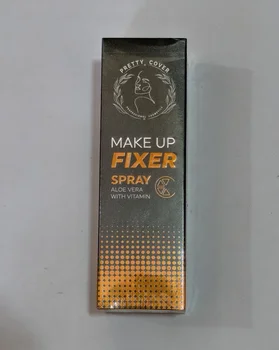 PRETTY COVER
MAKE UP
FIXER
SPRAY
ALOE VERA
WITH VITAMIN: